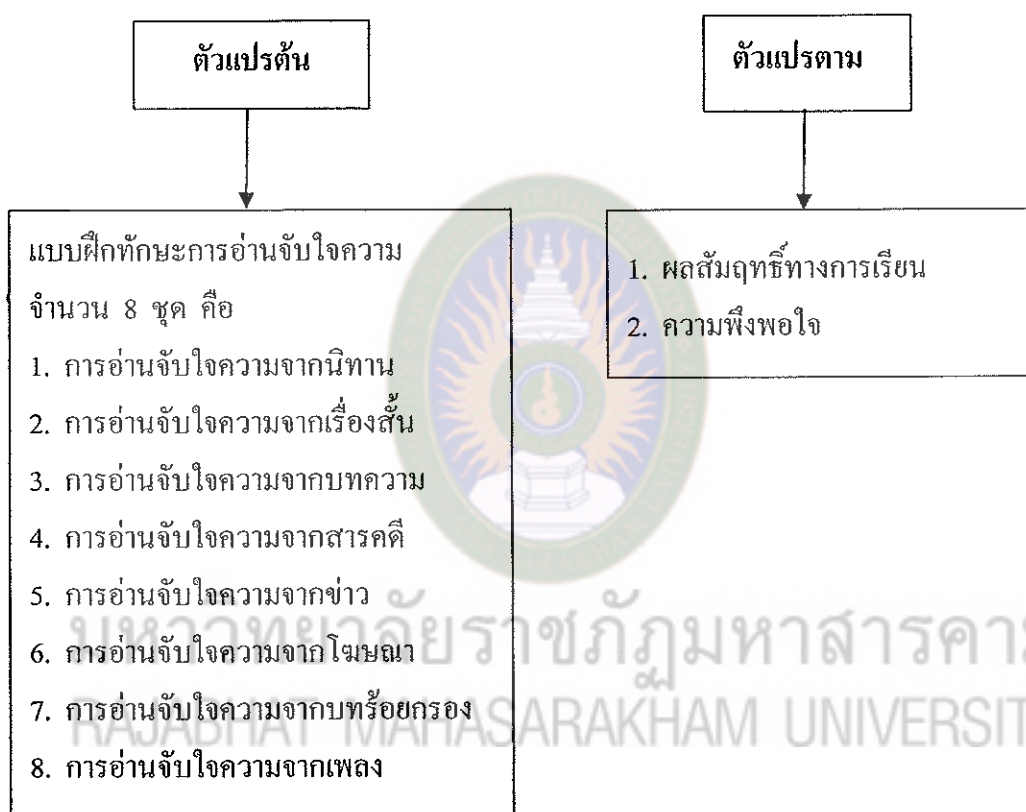 ตัวแปรต้น
ตัวแปรตาม
แบบฝึกทักษะการอ่านจับใจความ
จำนวน 8 ชุด คือ
1. การอ่านจับใจความจากนิทาน
2. การอ่านจับใจความจากเรื่องสั้น
3. การอ่านจับใจความจากบทความ
4. การอ่านจับใจความจากสารคดี
5. การอ่านจับใจความจากข่าว
6. การอ่านจับใจความจากโฆษณา
7. การอ่านจับใจความจากบทร้อยกรอง
8. การอ่านจับใจความจากเพลง
1. ผลสัมฤทธิ์ทางการเรียน
2. ความพึงพอใจ
มหาวิทยาลัยราชภัฏมหาสารคาม
RAJABHAT MAHASARAKHAM UNIVERSIT